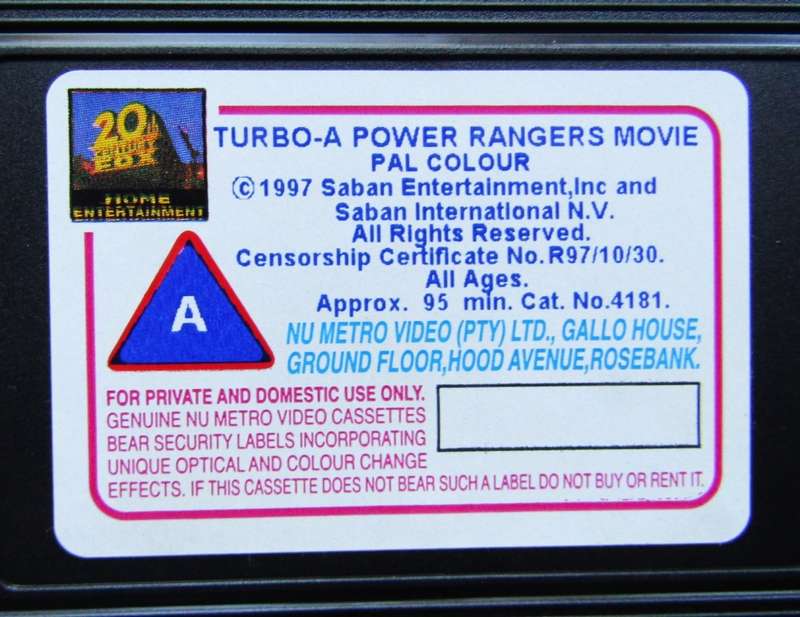 20
CENTURY
FOX
HOME
ENTERTAINMENT
TURBO-A POWER RANGERS MOVIE
PAL COLOUR
©1997 Saban Entertainment,Inc and
Saban International N.V.
All Rights Reserved.
Censorship Certificate No.R97/10/30.
All Ages.
Approx. 95 min. Cat. No.4181.
A
NU METRO VIDEO (PTY) LTD., GALLO HOUSE,
GROUND FLOOR,HOOD AVENUE,ROSEBANK.
FOR PRIVATE AND DOMESTIC USE ONLY.
GENUINE NU METRO VIDEO CASSETTES
BEAR SECURITY LABELS INCORPORATING
UNIQUE OPTICAL AND COLOUR CHANGE
EFFECTS. IF THIS CASSETTE DOES NOT BEAR SUCH A LABEL DO NOT BUY OR RENT IT.